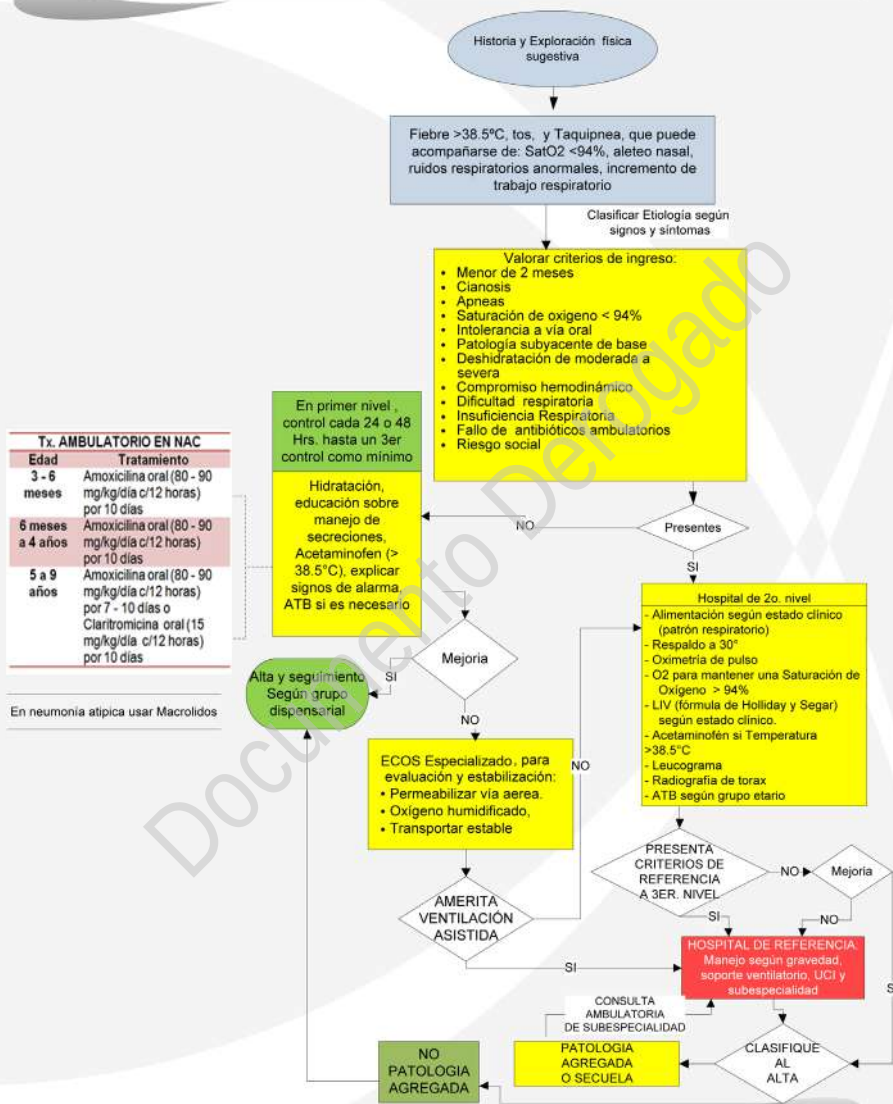 Historia y Exploración física
sugestiva
Fiebre >38.5ºC, tos, y Taquipnea, que puede
acompañarse de: SatO2 <94%, aleteo nasal,
ruidos respiratorios anormales, incremento de
trabajo respiratorio
Clasificar Etiología según
signos y síntomas
Valorar criterios de ingreso:
• Menor de 2 meses
• Cianosis
• Apneas
• Saturación de oxigeno < 94%
• Intolerancia a vía oral
• Patología subyacente de base
• Deshidratación de moderada a
severa
• Compromiso hemodinámico
• Dificultad respiratoria
• Insuficiencia Respiratoria
• Fallo de antibióticos ambulatorios
• Riesgo social
En primer nivel ,
control cada 24 o 48
Hrs. hasta un 3er
control como mínimo
Hidratación,
educación sobre
manejo de
secreciones,
Acetaminofen (>
38.5°C), explicar
signos de alarma,
ATB si es necesario
Tx. AMBULATORIO EN NAC
Edad Tratamiento
3 - 6 Amoxicilina oral (80 - 90
meses mg/kg/día c/12 horas)
por 10 días
6 meses Amoxicilina oral (80 - 90
a 4 años mg/kg/día c/12 horas)
por 10 días
5 a 9 Amoxicilina oral (80 - 90
años mg/kg/día c/12 horas)
por 7 - 10 días o
Claritromicina oral (15
mg/kg/día c/12 horas)
por 10 días
En neumonía atipica usar Macrolidos
NO
Presentes
SI
Hospital de 2o. nivel
- Alimentación según estado clínico
(patrón respiratorio)
- Respaldo a 30°
- Oximetría de pulso
- O2 para mantener una Saturación de
Oxígeno > 94%
- LIV (fórmula de Holliday y Segar)
según estado clínico.
- Acetaminofén si Temperatura
>38.5°C
- Leucograma
- Radiografia de torax
- ATB según grupo etario
Mejoria
SI
Alta y seguimiento
Según grupo
dispensarial
NO
ECOS Especializado, para
evaluación y estabilización:
• Permeabilizar vía aerea.
• Oxígeno humidificado,
• Transportar estable
NO
AMERITA
VENTILACIÓN
ASISTIDA
SI
PRESENTA
CRITERIOS DE
REFERENCIA
A 3ER. NIVEL
NO
Mejoria
SI
NO
HOSPITAL DE REFERENCIA:
Manejo según gravedad,
soporte ventilatorio, UCI y
subespecialidad
S
CONSULTA
AMBULATORIA
DE SUBESPECIALIDAD
CLASIFIQUE
AL
ALTA
PATOLOGIA
AGREGADA
O SECUELA
NO
PATOLOGIA
AGREGADA
Documento Derogado